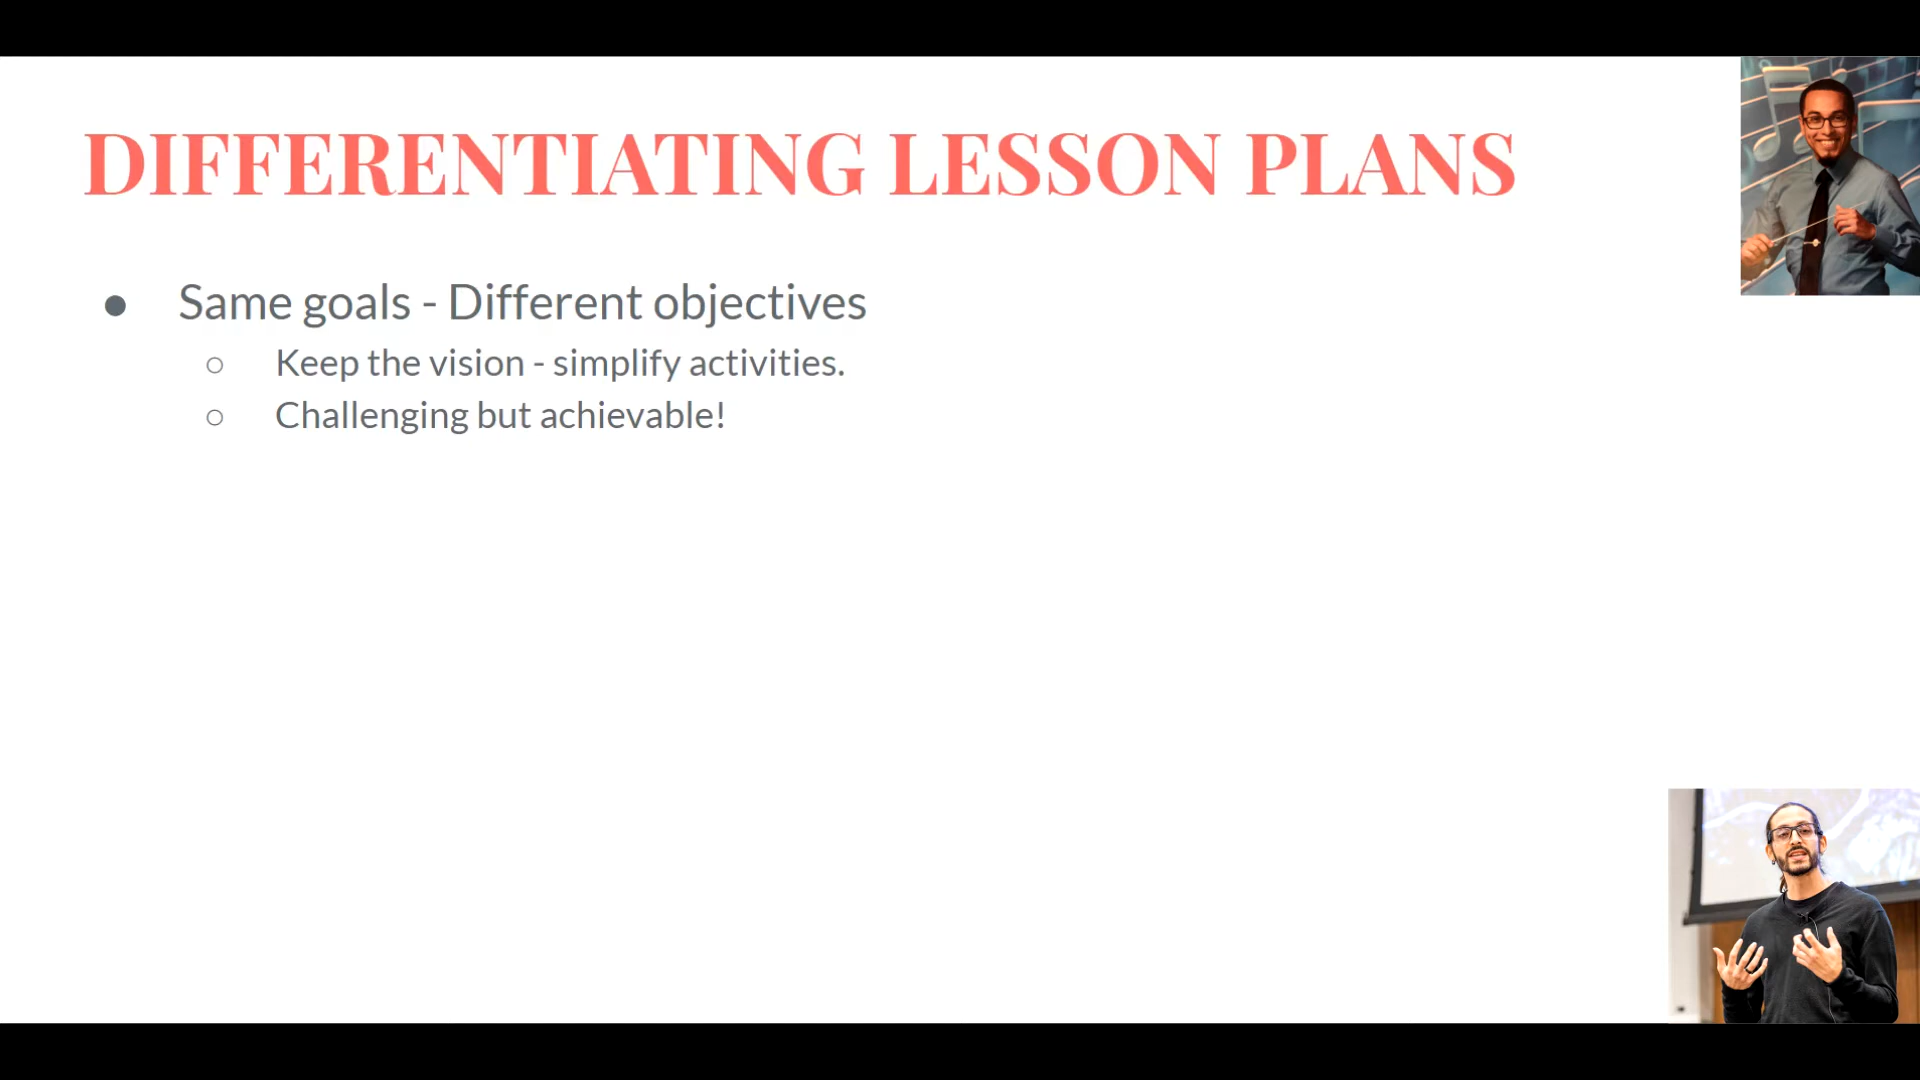 DIFFERENTIATING LESSON PLANS
● Same goals - Different objectives
○ Keep the vision - simplify activities.
○ Challenging but achievable!